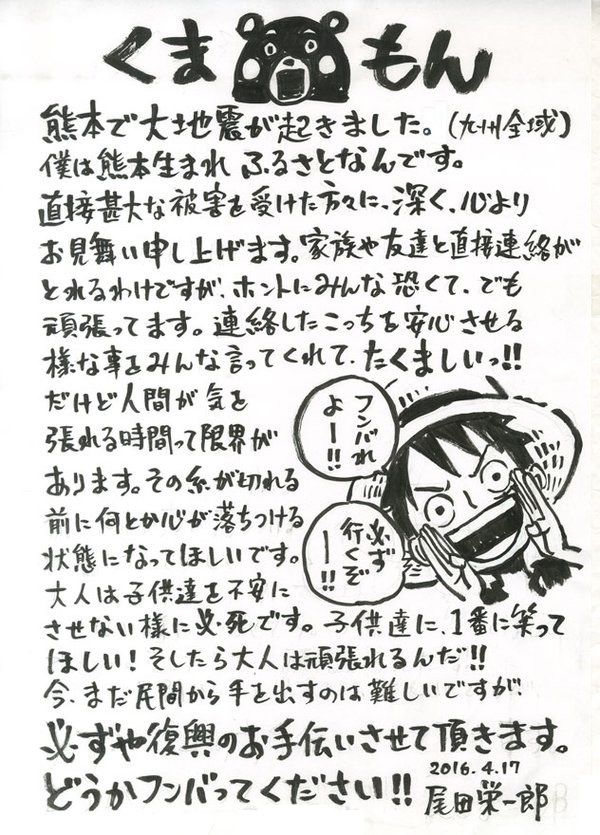 くまもん
熊本で大地震が起きました。(九州全域)
僕は熊本生まれ ふるさとなんです。
直接甚大な被害を受けた方々に、深く、心より
お見舞い申し上げます。家族や友達と直接連絡が
とれるわけですが、ホントにみんな恐くて、でも
頑張ってます。連絡したこっちを安心させる
様な事をみんな言ってくれて、たくましいっ!!
だけど人間が気を
張れる時間って限界が
あります。その糸が切れる
前に何とか心が落ちつける
状態になってほしいです。
大人は子供達を不安に
させない様に必死です。子供達に、1番に笑って
ほしい!そしたら大人は頑張れるんだ!!
今、まだ民間から手を出すのは難しいですが、
必ずや復興のお手伝いさせて頂きます。
どうかフンバってください!!
フンバれ
よー!!
必ず
行くぞ
ー!!
2016.4.17
尾田栄一郎